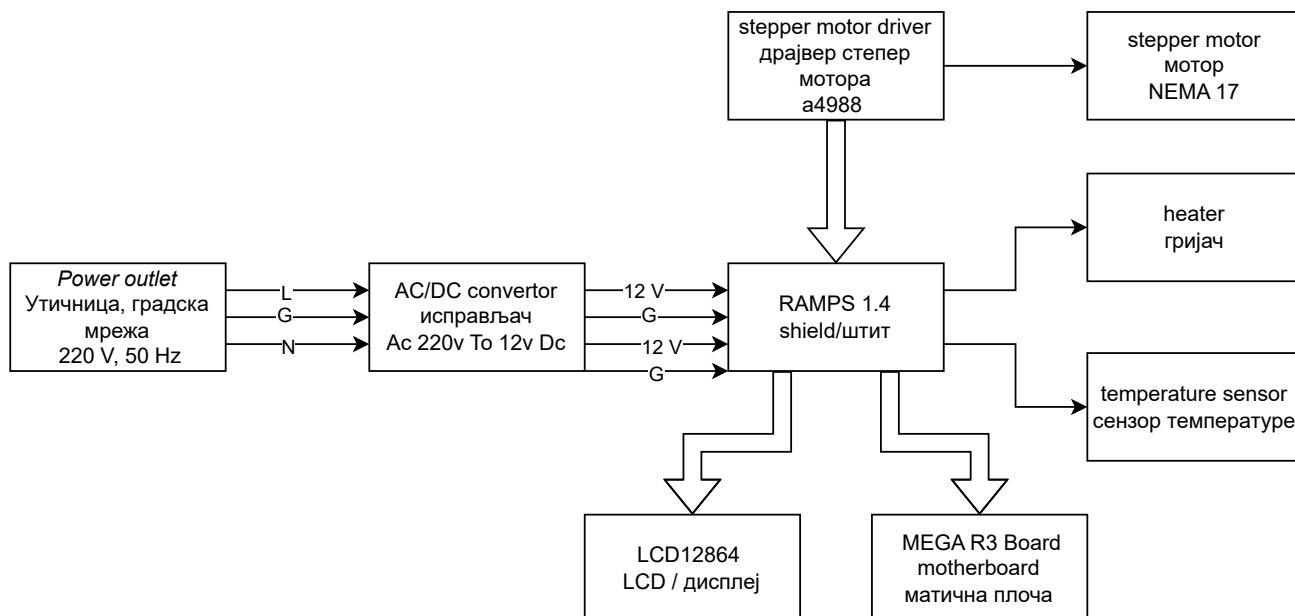 stepper motor driver
драјвер степер
мотора
a4988
stepper motor
мотор
NEMA 17
heater
гријач
Power outlet
Утичница, градска
мрежа
220 V, 50 Hz
L
G
N
AC/DC convertor
исправљач
Ac 220v To 12v Dc
12 V
G
12 V
G
RAMPS 1.4
shield/штит
temperature sensor
сензор температуре
LCD12864
LCD / дисплеј
MEGA R3 Board
motherboard
матична плоча